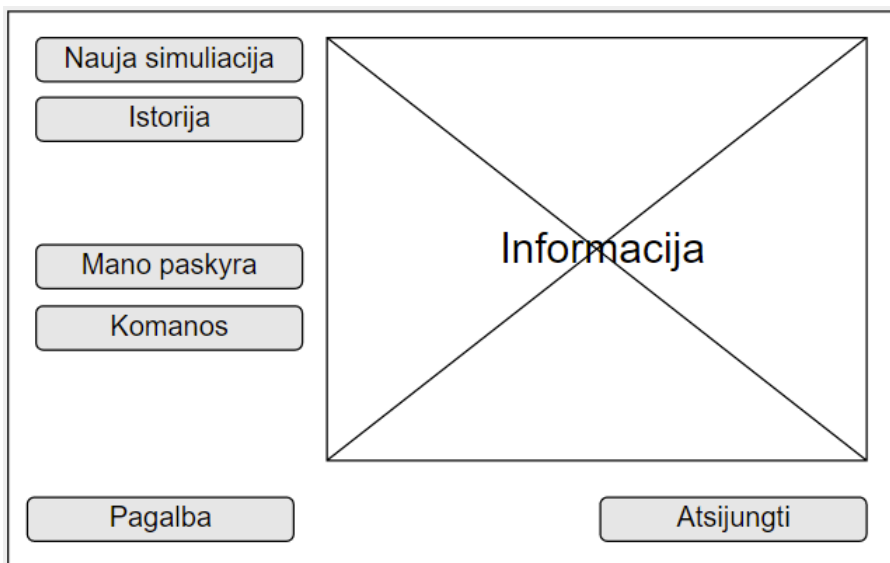 Nauja simuliacija
Istorija
Informacija
Mano paskyra
Komanos
Pagalba
Atsijungti